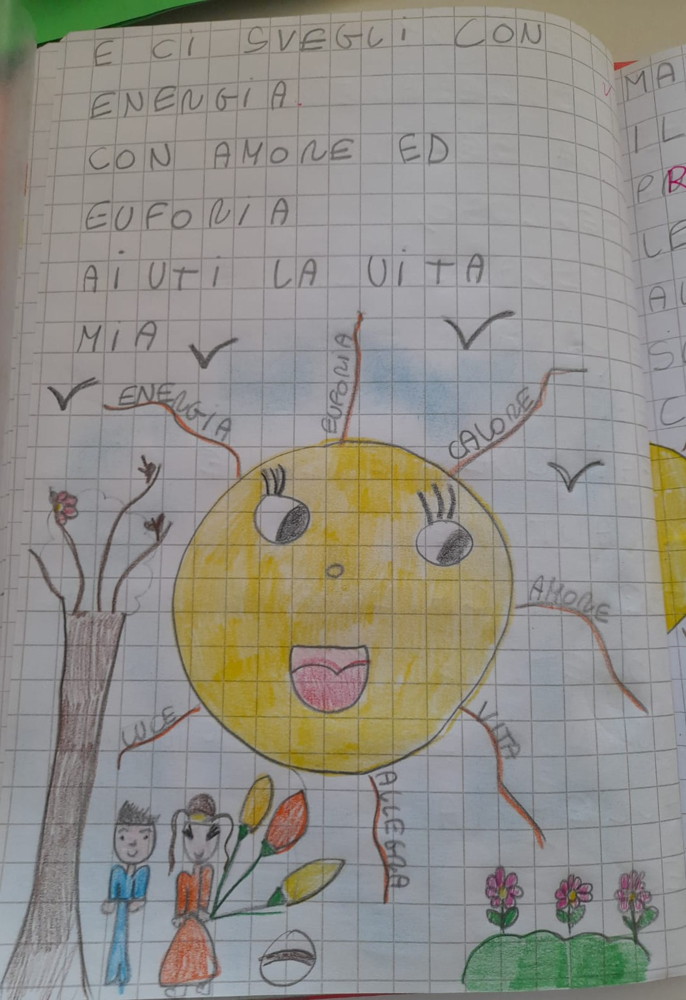 E CI SVEGLI CON
ENERGIA.
CON AMORE ED
EUFORIA
AIUTI LA VITA
MIA
ENERGIA
EUFORIA
CALORE
AMORE
LUCE
VITA
ALLEGRA
MA
IL
PR
LE